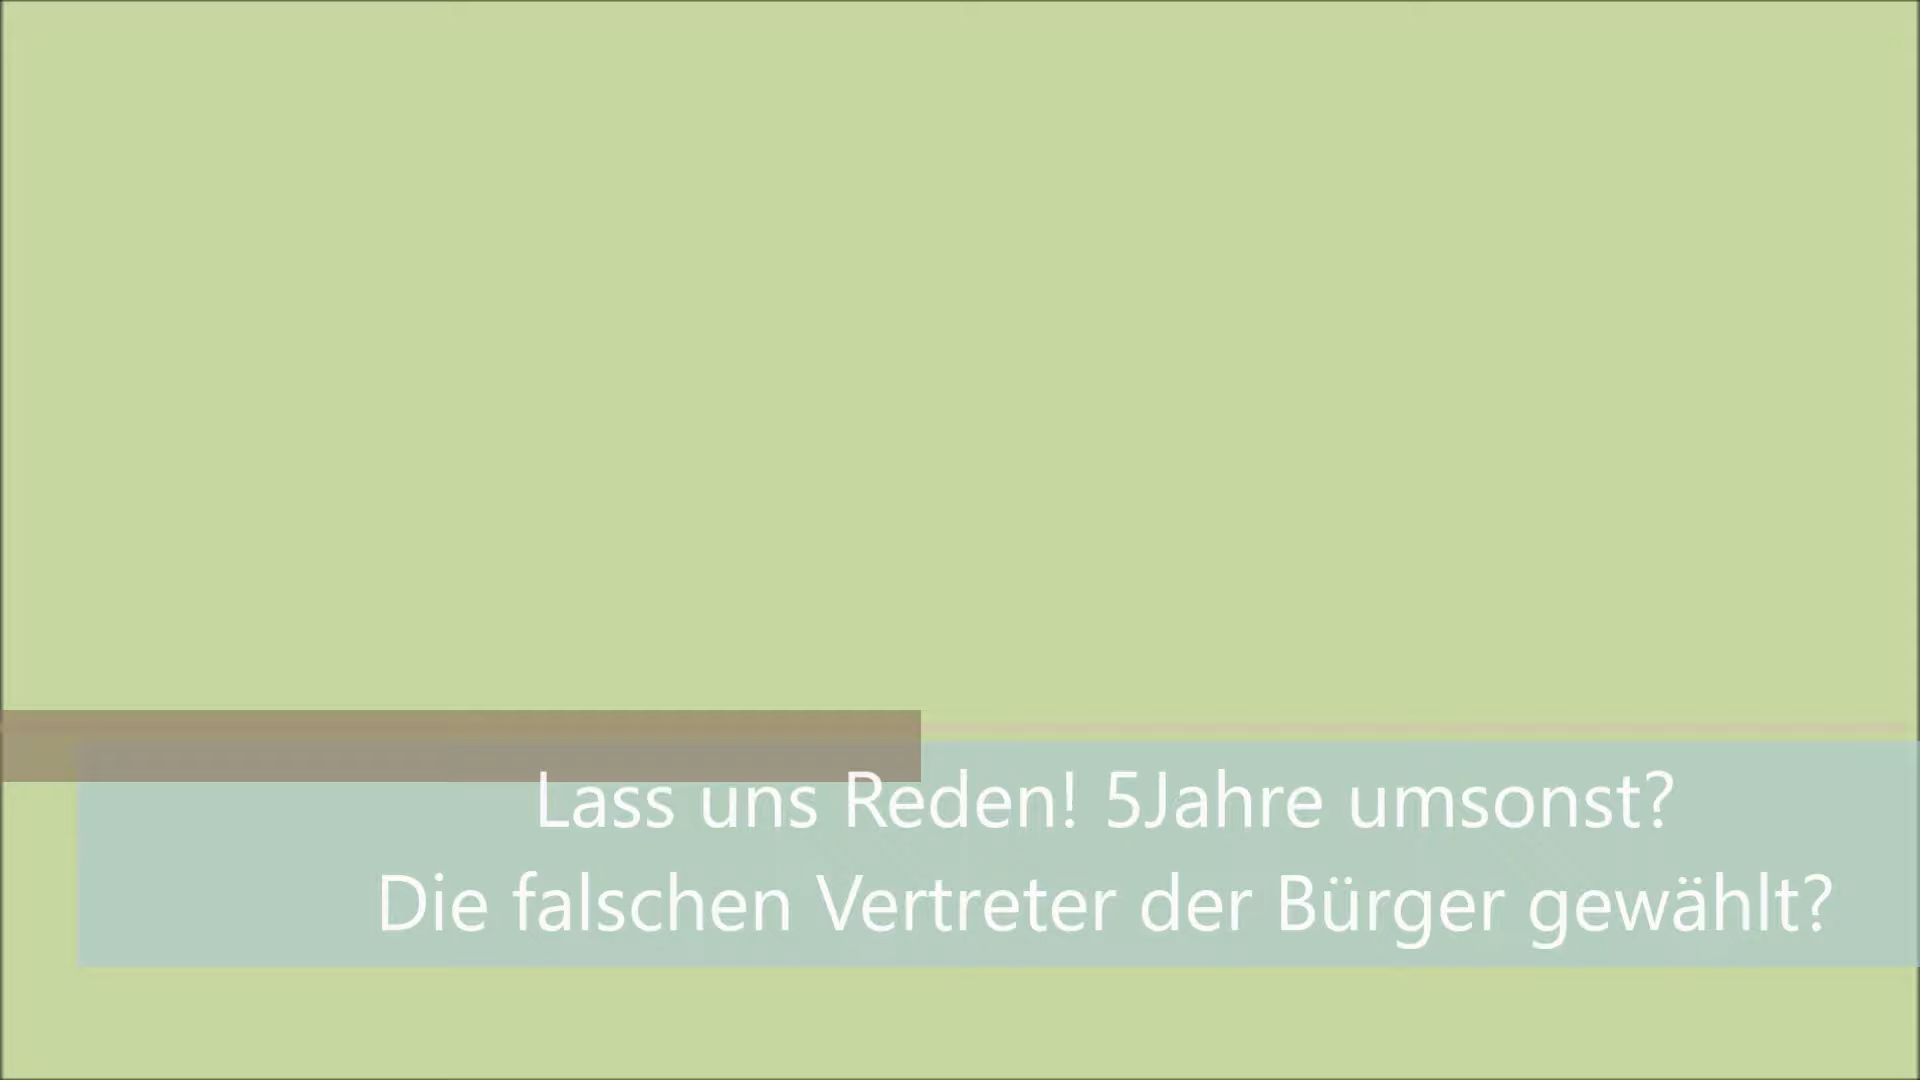 Lass uns Reden! 5Jahre umsonst?
Die falschen Vertreter der Bürger gewählt?